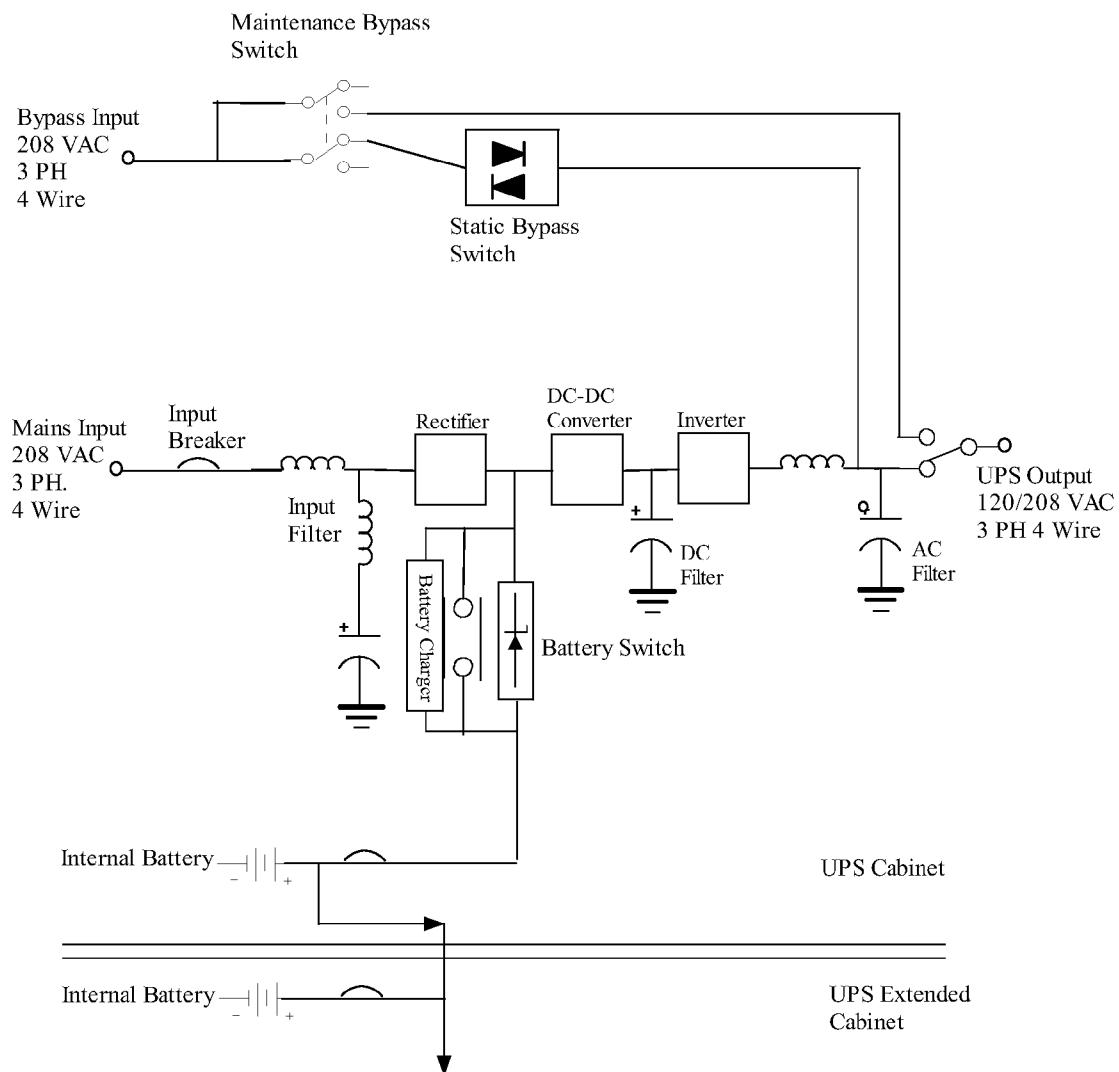 Maintenance Bypass
Switch
Bypass Input
208 VAC
3 PH
4 Wire
Static Bypass
Switch
Mains Input
208 VAC
3 PH.
4 Wire
Input
Breaker
Input
Filter
+
Rectifier
DC-DC
Converter
Inverter
+
DC
Filter
AC
Filter
UPS Output
120/208 VAC
3 PH 4 Wire
Battery Charger
Battery Switch
Internal Battery
- +
UPS Cabinet
Internal Battery
- +
UPS Extended
Cabinet